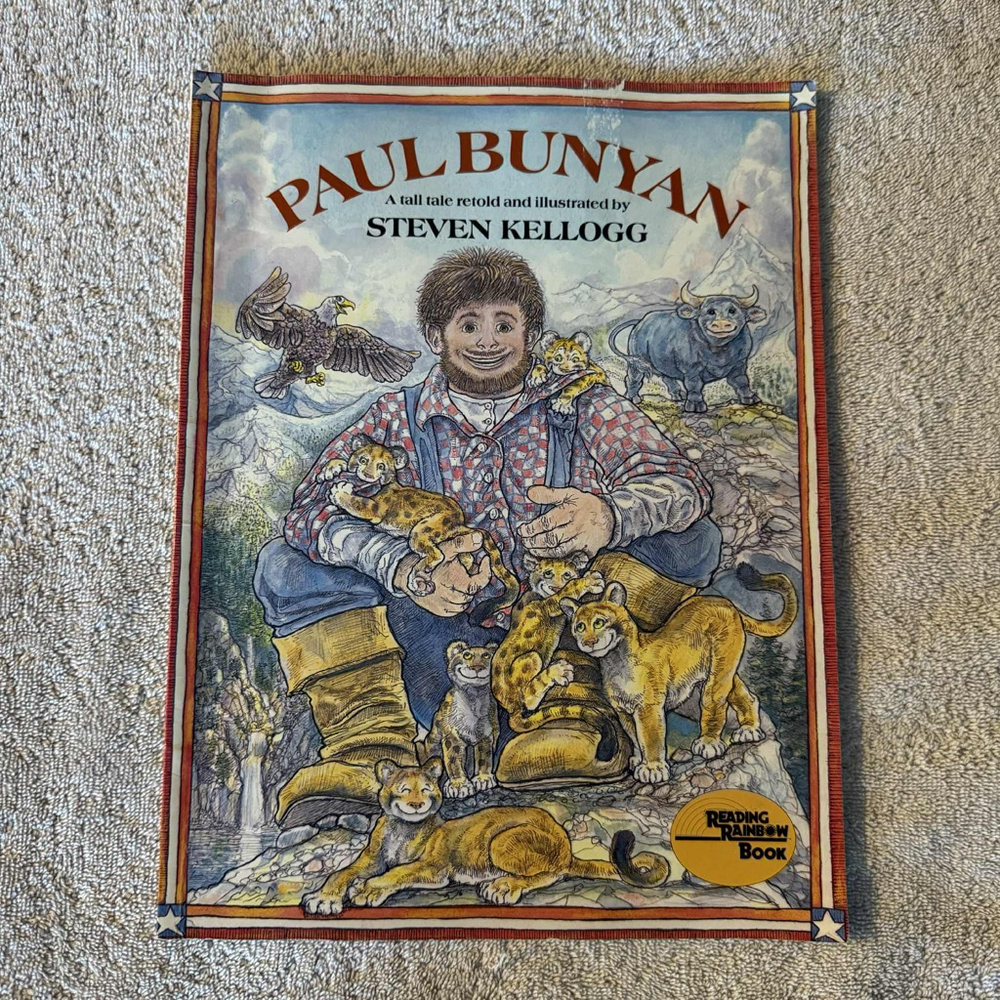 PAUL BUNYAN
A tall tale retold and illustrated by
STEVEN KELLOGG
READING
RAINBOW
BOOK